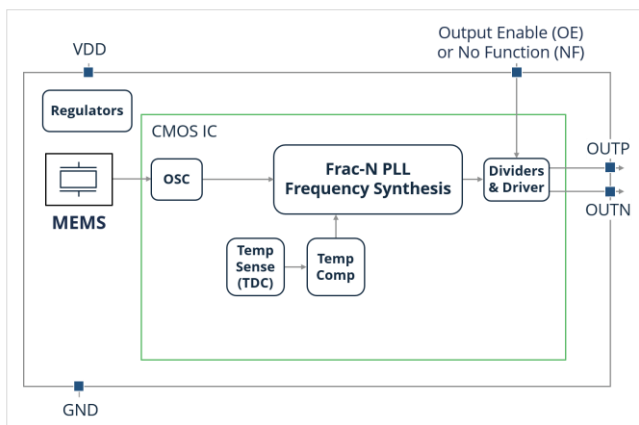 Output Enable (OE)
or No Function (NF)
VDD
Regulators
CMOS IC
OUTP
MEMS
OSC
Frac-N PLL
Frequency Synthesis
Dividers
& Driver
OUTN
Temp
Sense
(TDC)
Temp
Comp
GND